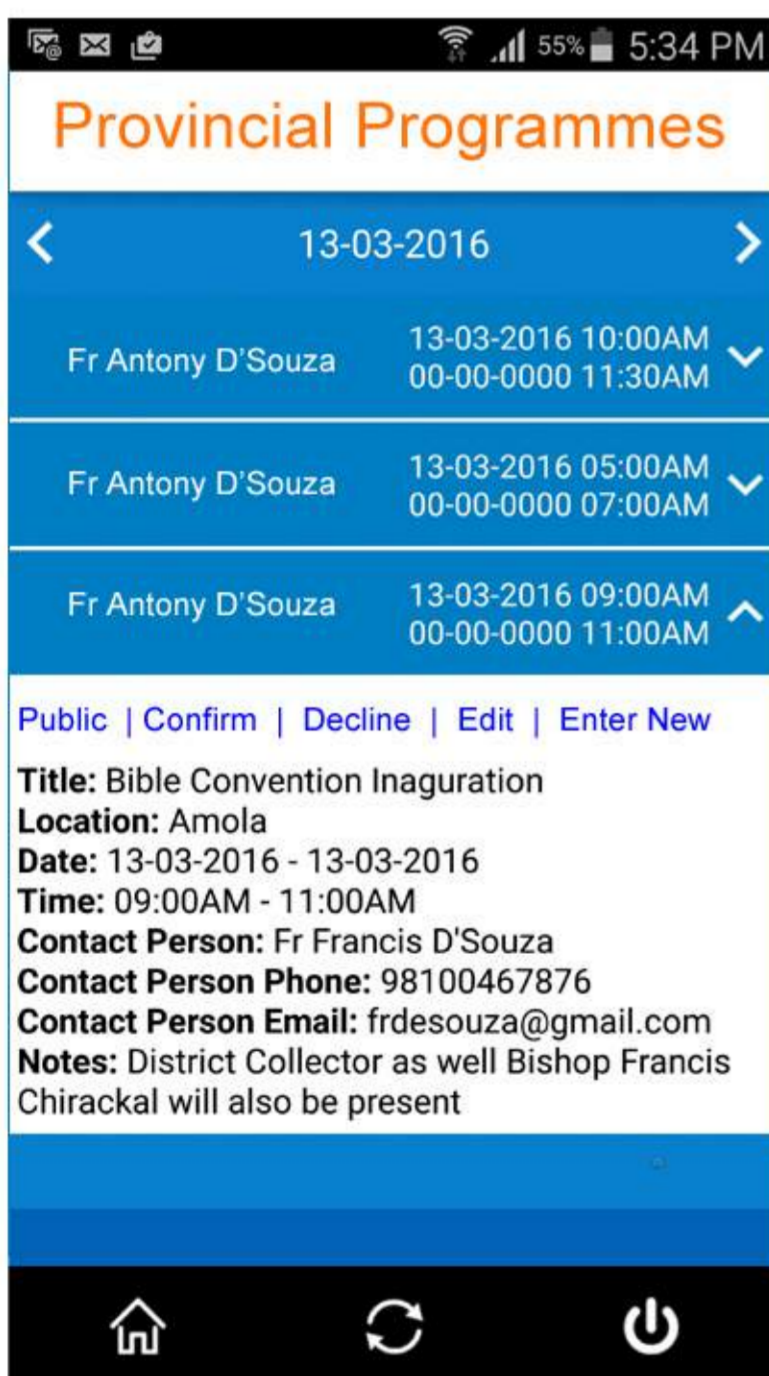 55% 5:34 PM
Provincial Programmes
13-03-2016
Fr Antony D'Souza
13-03-2016 10:00AM
00-00-0000 11:30AM
Fr Antony D'Souza
13-03-2016 05:00AM
00-00-0000 07:00AM
Fr Antony D'Souza
13-03-2016 09:00AM
00-00-0000 11:00AM
Public | Confirm | Decline | Edit | Enter New
Title: Bible Convention Inaguration
Location: Amola
Date: 13-03-2016 - 13-03-2016
Time: 09:00AM - 11:00AM
Contact Person: Fr Francis D'Souza
Contact Person Phone: 98100467876
Contact Person Email: frdesouza@gmail.com
Notes: District Collector as well Bishop Francis
Chirackal will also be present